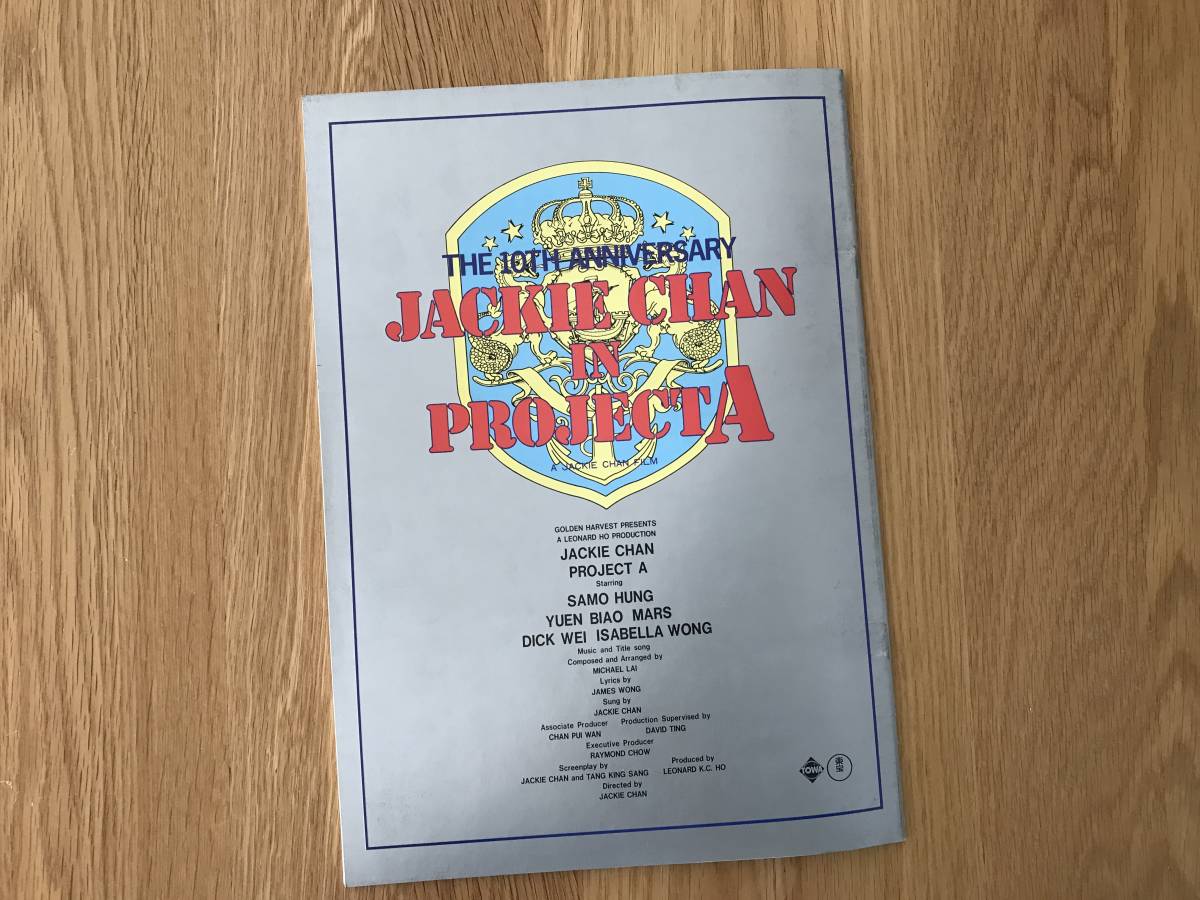 THE 10TH ANNIVERSARY
JACKIE CHAN
IN
PROJECT A
A JACKIE CHAN FILM
GOLDEN HARVEST PRESENTS
A LEONARD HO PRODUCTION
JACKIE CHAN
PROJECT A
Starring
SAMO HUNG
YUEN BIAO MARS
DICK WEI ISABELLA WONG
Music and Title song
Composed and Arranged by
MICHAEL LAI
Lyrics by
JAMES WONG
Sung by
JACKIE CHAN
Associate Producer Production Supervised by
CHAN PUI WAN DAVID TING
Executive Producer
RAYMOND CHOW
Screenplay by Produced by
JACKIE CHAN and TANG KING SANG LEONARD K.C. HO
Directed by
JACKIE CHAN
TOWA